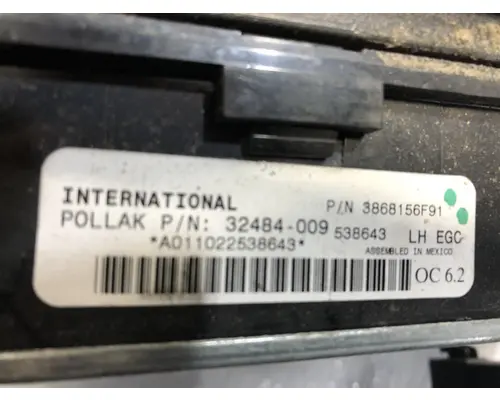 INTERNATIONAL P/N 3868156F91
POLLAK P/N: 32484-009 538643 LH EGC
*A011022538643* ASSEMBLED IN MEXICO
OC 6.2